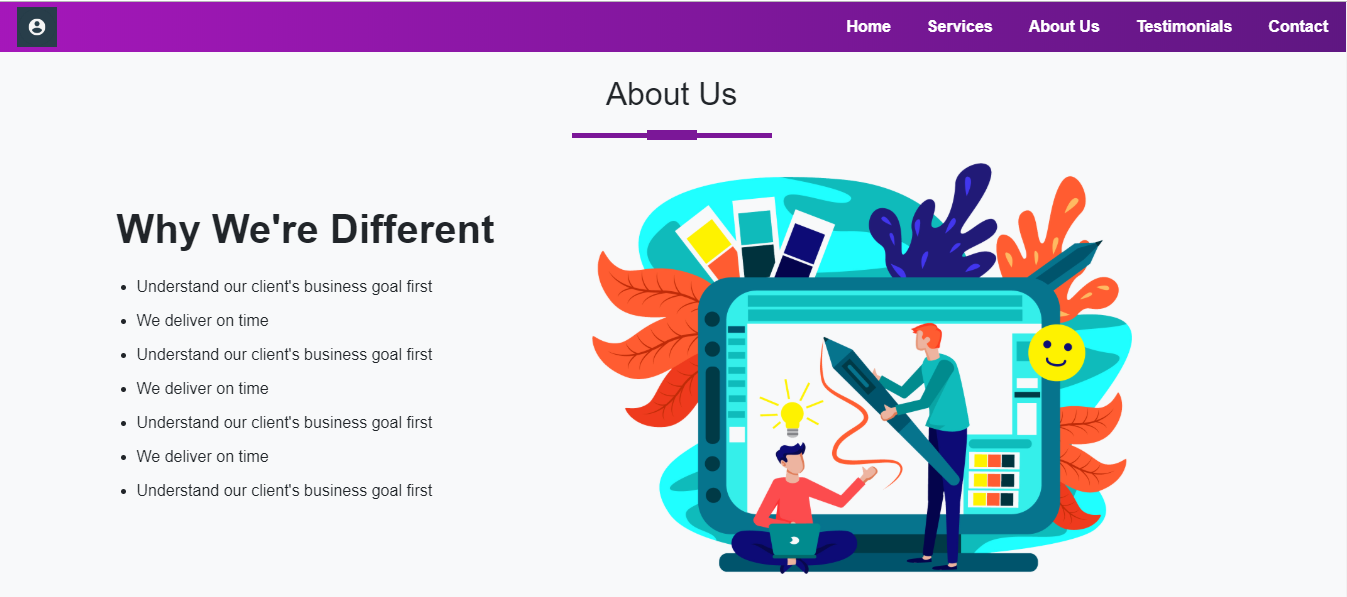 Home Services About Us Testimonials Contact
About Us
Why We're Different
Understand our client's business goal first
We deliver on time
Understand our client's business goal first
We deliver on time
Understand our client's business goal first
We deliver on time
Understand our client's business goal first